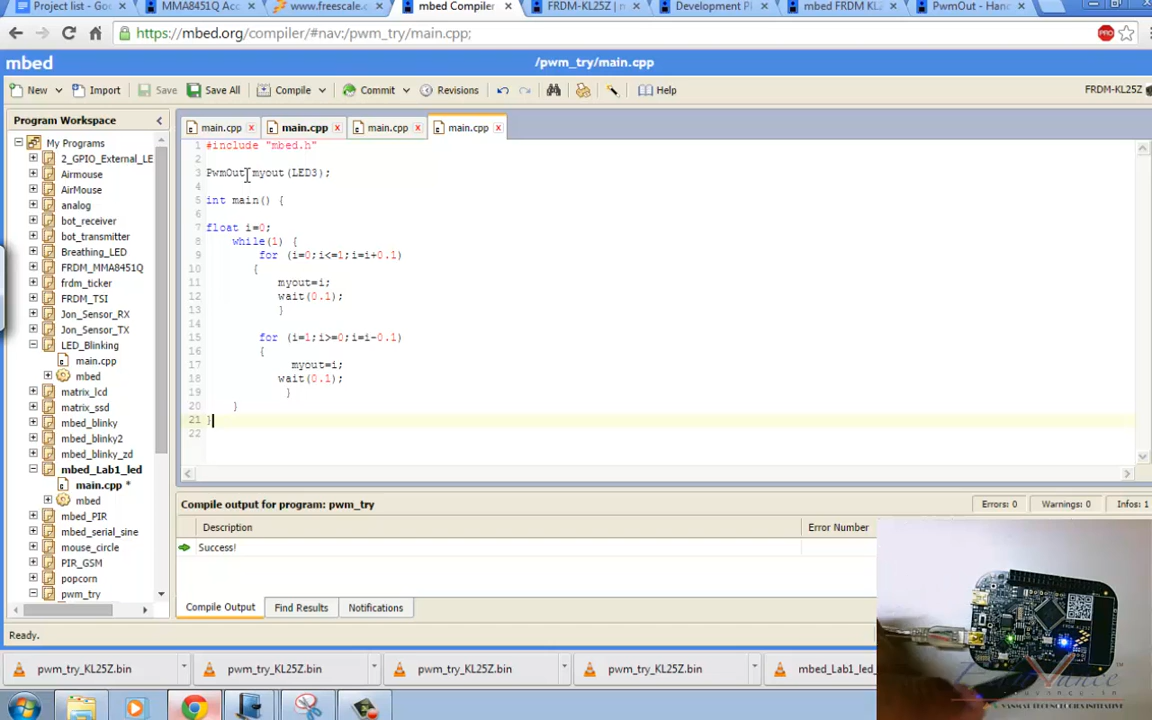 Project list - Goo
MMA8451Q Acc
www.freescale.c
mbed Compiler
FRDM-KL25Z | m
Development Pl
mbed FRDM KL
PwmOut - Hand
https://mbed.org/compiler/#nav:/pwm_try/main.cpp;
PRO
mbed
/pwm_try/main.cpp
New
Import
Save
Save All
Compile
Commit
Revisions
Help
FRDM-KL25Z
Program Workspace
main.cpp
main.cpp
main.cpp
main.cpp
My Programs
2_GPIO_External_LE
Airmouse
AirMouse
analog
bot_receiver
bot_transmitter
Breathing_LED
FRDM_MMA8451Q
frdm_ticker
FRDM_TSI
Jon_Sensor_RX
Jon_Sensor_TX
LED_Blinking
main.cpp
mbed
matrix_lcd
matrix_ssd
mbed_blinky
mbed_blinky2
mbed_blinky_zd
mbed_Lab1_led
main.cpp *
mbed
mbed_PIR
mbed_serial_sine
mouse_circle
PIR_GSM
popcorn
pwm_try
1 #include "mbed.h"
2
3 PwmOut myout(LED3);
4
5 int main() {
6
7 float i=0;
8 while(1) {
9 for (i=0;i<=1;i=i+0.1)
10 {
11 myout=i;
12 wait(0.1);
13 }
14
15 for (i=1;i>=0;i=i-0.1)
16 {
17 myout=i;
18 wait(0.1);
19 }
20 }
21 }
22
Compile output for program: pwm_try
Errors: 0
Warnings: 0
Infos: 1
Description
Error Number
Success!
Compile Output
Find Results
Notifications
Ready.
pwm_try_KL25Z.bin
pwm_try_KL25Z.bin
pwm_try_KL25Z.bin
pwm_try_KL25Z.bin
mbed_Lab1_led_